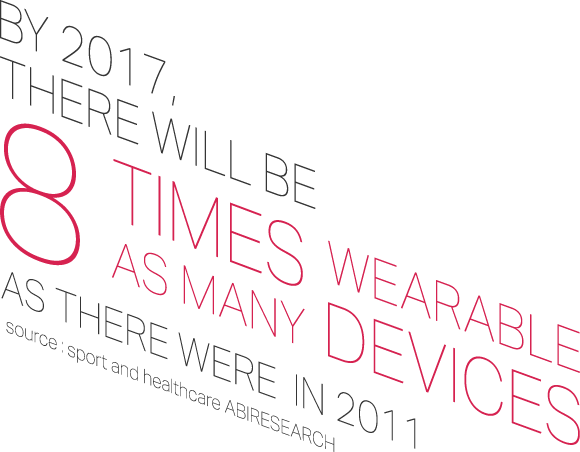 BY 2017,
THERE WILL BE
8 TIMES AS MANY WEARABLE DEVICES
AS THERE WERE IN 2011
source : sport and healthcare ABIRESEARCH